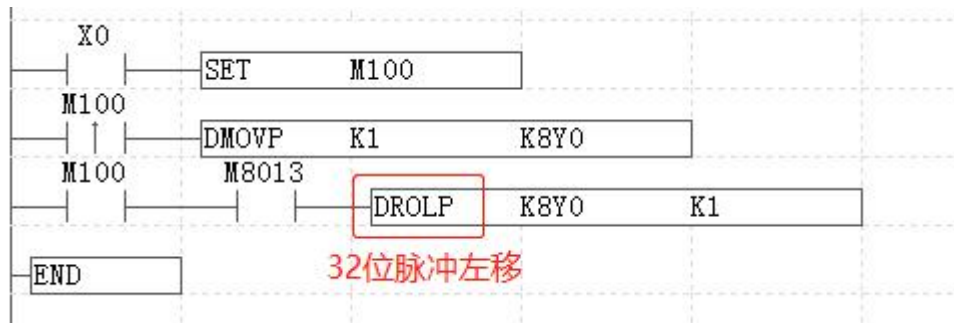 X0
SET M100
M100
DMOVP K1 K8Y0
M100 M8013
DROLP K8Y0 K1
END 32位脉冲左移